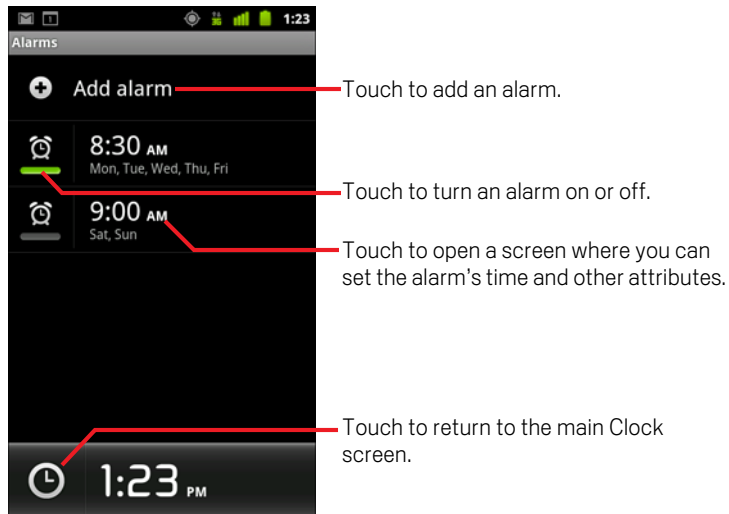 1:23
Alarms
Add alarm
Touch to add an alarm.
8:30 AM
Mon, Tue, Wed, Thu, Fri
Touch to turn an alarm on or off.
9:00 AM
Sat, Sun
Touch to open a screen where you can
set the alarm's time and other attributes.
Touch to return to the main Clock
screen.
1:23 PM